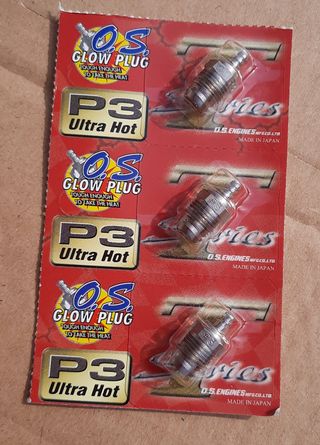 O.S.
GLOW PLUG
TOUGH ENOUGH
TO TAKE THE HEAT
P3
Ultra Hot
T
Series
O.S. ENGINES MFG.CO.LTD
MADE IN JAPAN
O.S.
GLOW PLUG
TOUGH ENOUGH
TO TAKE THE HEAT
P3
Ultra Hot
T
Series
O.S. ENGINES MFG.CO.LTD
MADE IN JAPAN
O.S.
GLOW PLUG
TOUGH ENOUGH
TO TAKE THE HEAT
P3
Ultra Hot
T
Series
O.S. ENGINES MFG.CO.LTD
MADE IN JAPAN